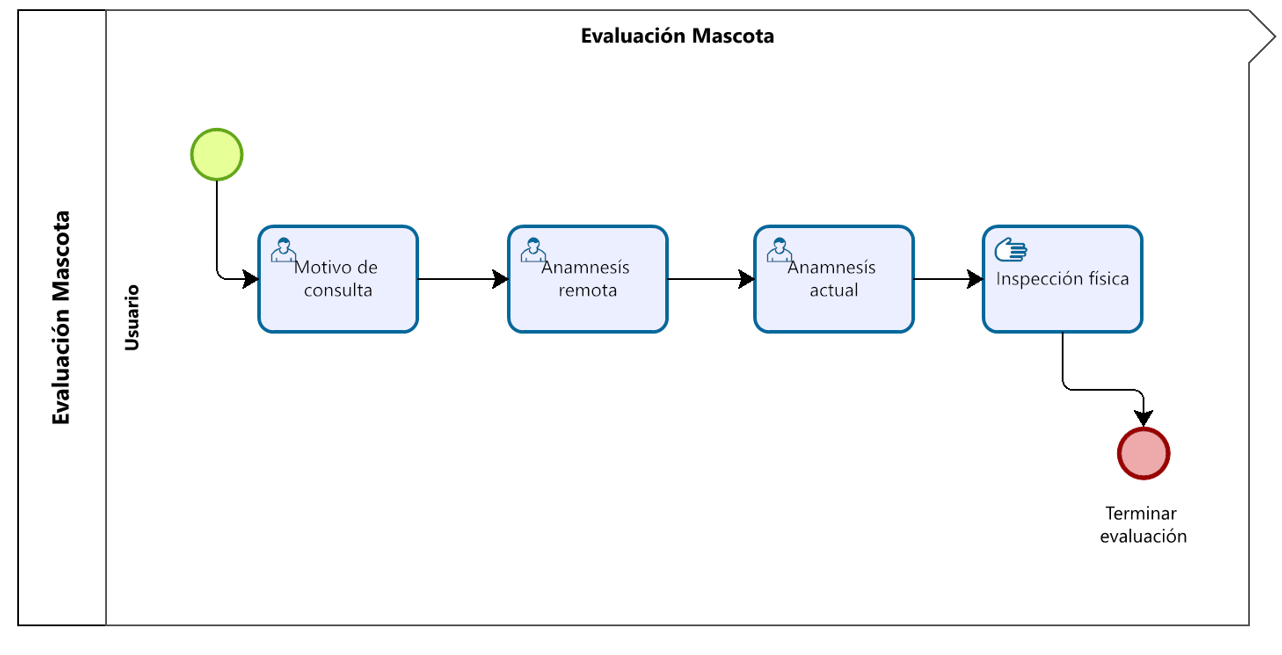 Evaluación Mascota
Evaluación Mascota
Usuario
Motivo de
consulta
Anamnesís
remota
Anamnesís
actual
Inspección física
Terminar
evaluación